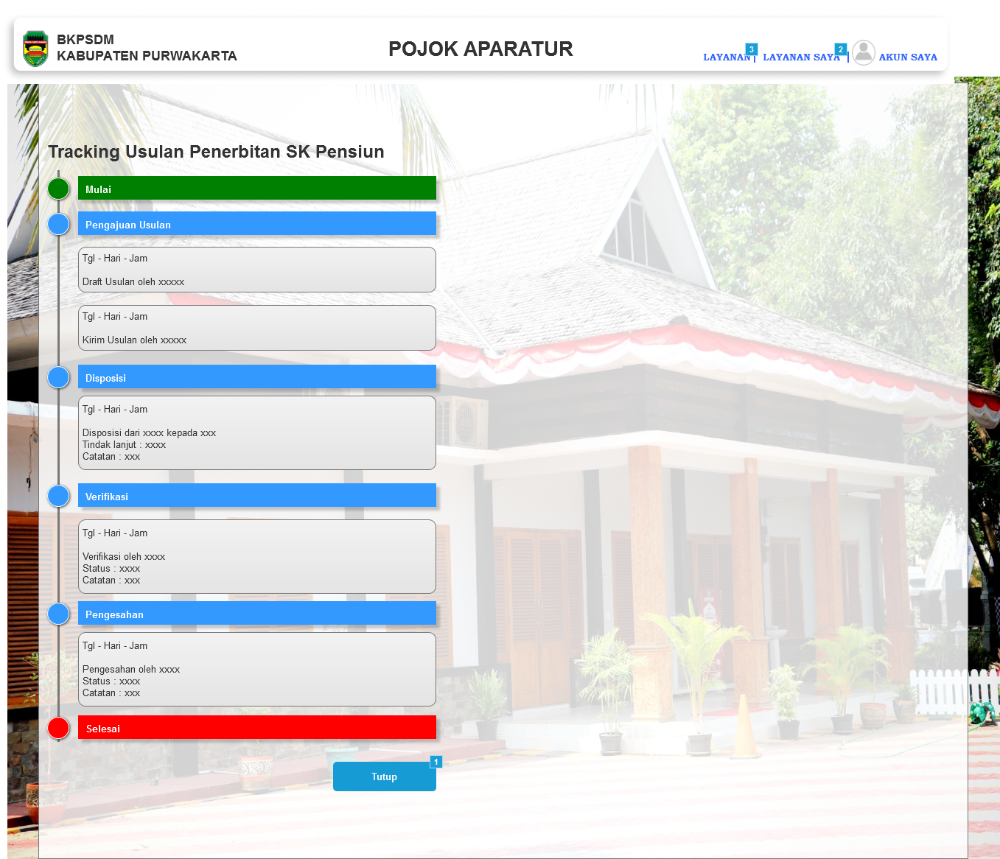 BKPSDM
KABUPATEN PURWAKARTA
POJOK APARATUR
LAYANAN 3 | LAYANAN SAYA 2 | AKUN SAYA
Tracking Usulan Penerbitan SK Pensiun
Mulai
Pengajuan Usulan
Tgl - Hari - Jam
Draft Usulan oleh xxxxx
Tgl - Hari - Jam
Kirim Usulan oleh xxxxx
Disposisi
Tgl - Hari - Jam
Disposisi dari xxxx kepada xxx
Tindak lanjut : xxxx
Catatan : xxx
Verifikasi
Tgl - Hari - Jam
Verifikasi oleh xxxx
Status : xxxx
Catatan : xxx
Pengesahan
Tgl - Hari - Jam
Pengesahan oleh xxxx
Status : xxxx
Catatan : xxx
Selesai
1
Tutup